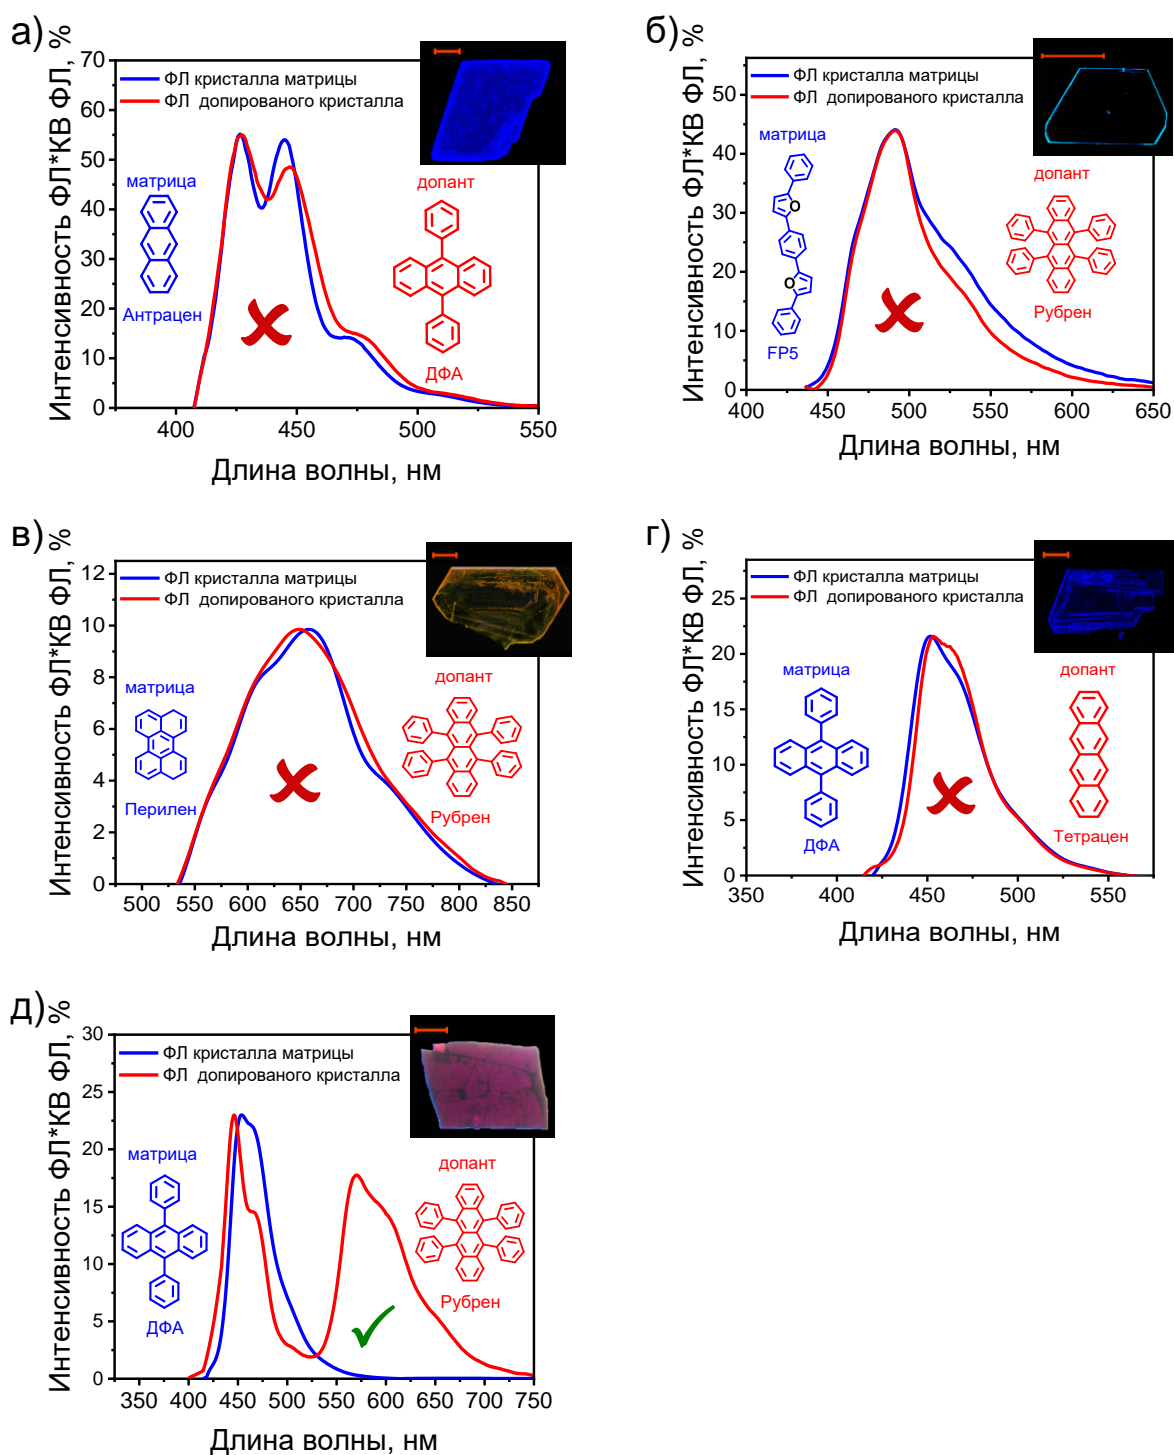 а)
Интенсивность ФЛ*КВ ФЛ, %
70
60
50
40
30
20
10
0
ФЛ кристалла матрицы
ФЛ допированого кристалла
матрица
Антрацен
допант
ДФА
400 450 500 550
Длина волны, нм
б)
Интенсивность ФЛ*КВ ФЛ, %
50
40
30
20
10
0
ФЛ кристалла матрицы
ФЛ допированого кристалла
матрица
O
O
FP5
допант
Рубрен
400 450 500 550 600 650
Длина волны, нм
в)
Интенсивность ФЛ*КВ ФЛ, %
12
10
8
6
4
2
0
ФЛ кристалла матрицы
ФЛ допированого кристалла
матрица
Перилен
допант
Рубрен
500 550 600 650 700 750 800 850
Длина волны, нм
г)
Интенсивность ФЛ*КВ ФЛ, %
25
20
15
10
5
0
ФЛ кристалла матрицы
ФЛ допированого кристалла
матрица
ДФА
допант
Тетрацен
350 400 450 500 550
Длина волны, нм
д)
Интенсивность ФЛ*КВ ФЛ, %
30
25
20
15
10
5
0
ФЛ кристалла матрицы
ФЛ допированого кристалла
матрица
ДФА
допант
Рубрен
350 400 450 500 550 600 650 700 750
Длина волны, нм